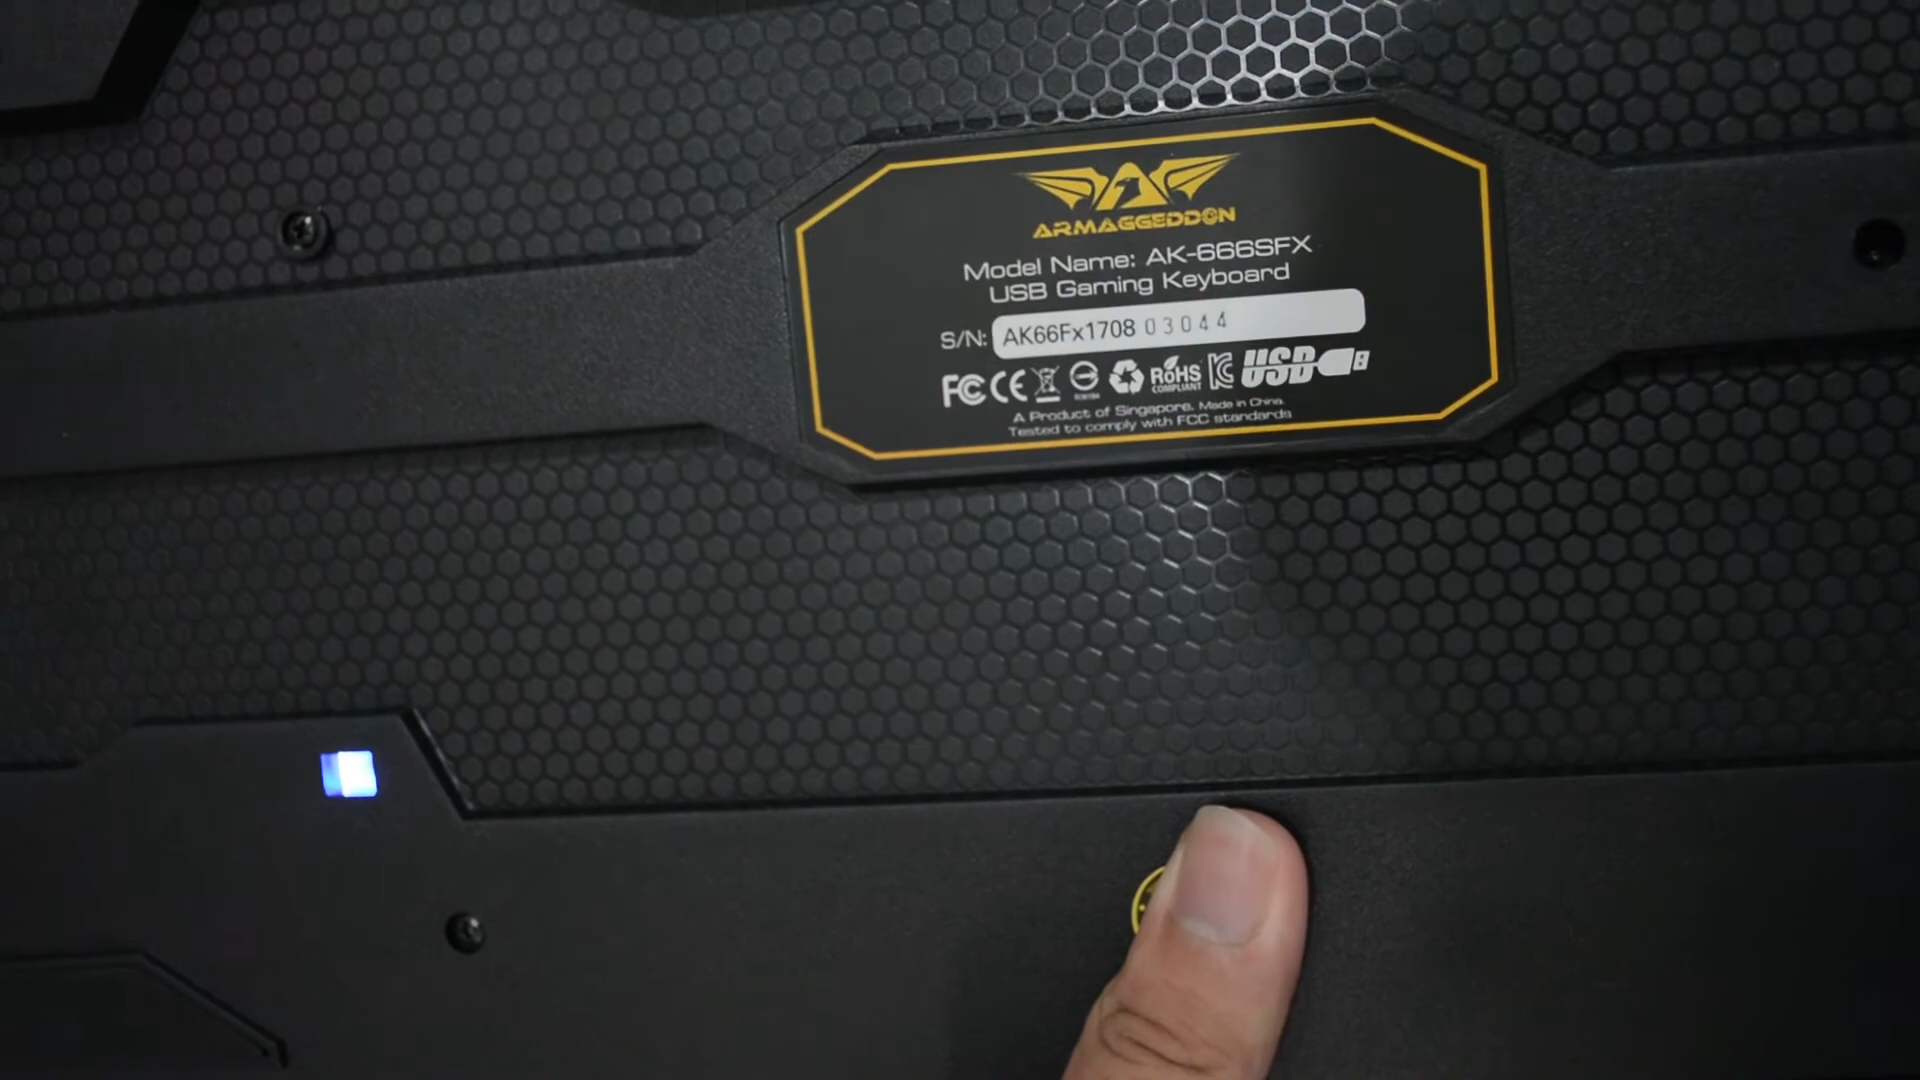 ARMAGGEDDON
Model Name: AK-666SFX
USB Gaming Keyboard
S/N: AK66Fx1708 03044
FC CE RoHS USB
COMPLIANT
A Product of Singapore. Made in China.
Tested to comply with FCC standards